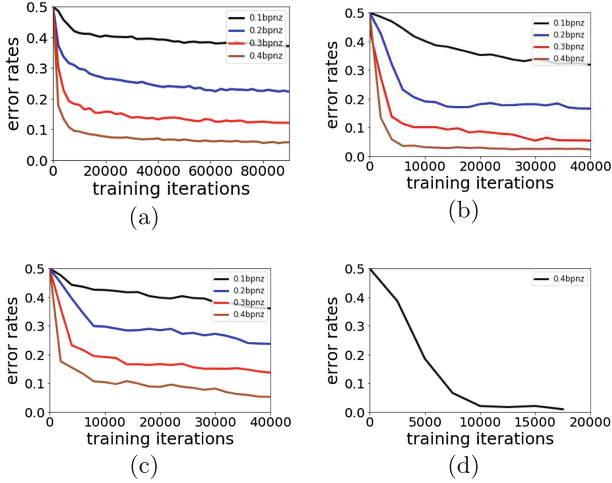 0.5
0.4
0.3
0.2
0.1
0.0
error rates
0 20000 40000 60000 80000
training iterations
0.1bpnz
0.2bpnz
0.3bpnz
0.4bpnz
(a)
0.5
0.4
0.3
0.2
0.1
0.0
error rates
0 10000 20000 30000 40000
training iterations
0.1bpnz
0.2bpnz
0.3bpnz
0.4bpnz
(b)
0.5
0.4
0.3
0.2
0.1
0.0
error rates
0 10000 20000 30000 40000
training iterations
0.1bpnz
0.2bpnz
0.3bpnz
0.4bpnz
(c)
0.5
0.4
0.3
0.2
0.1
0.0
error rates
0 5000 10000 15000 20000
training iterations
0.4bpnz
(d)